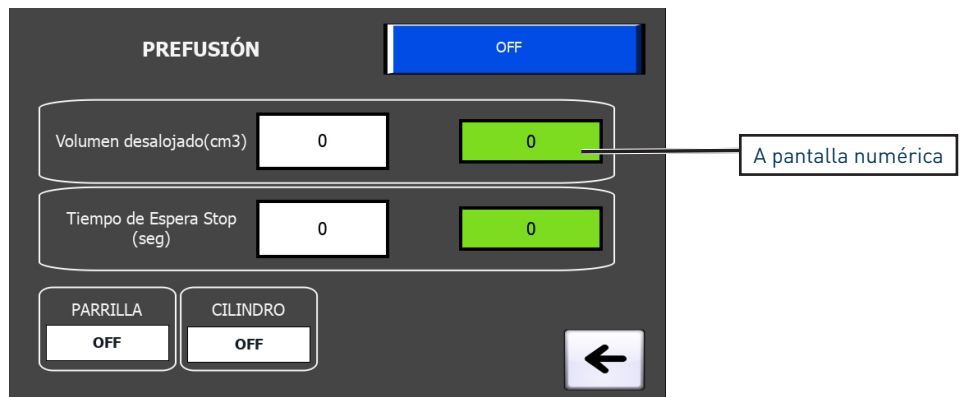 PREFUSIÓN
OFF
Volumen desalojado(cm3)
0
0
A pantalla numérica
Tiempo de Espera Stop
(seg)
0
0
PARRILLA
CILINDRO
OFF
OFF